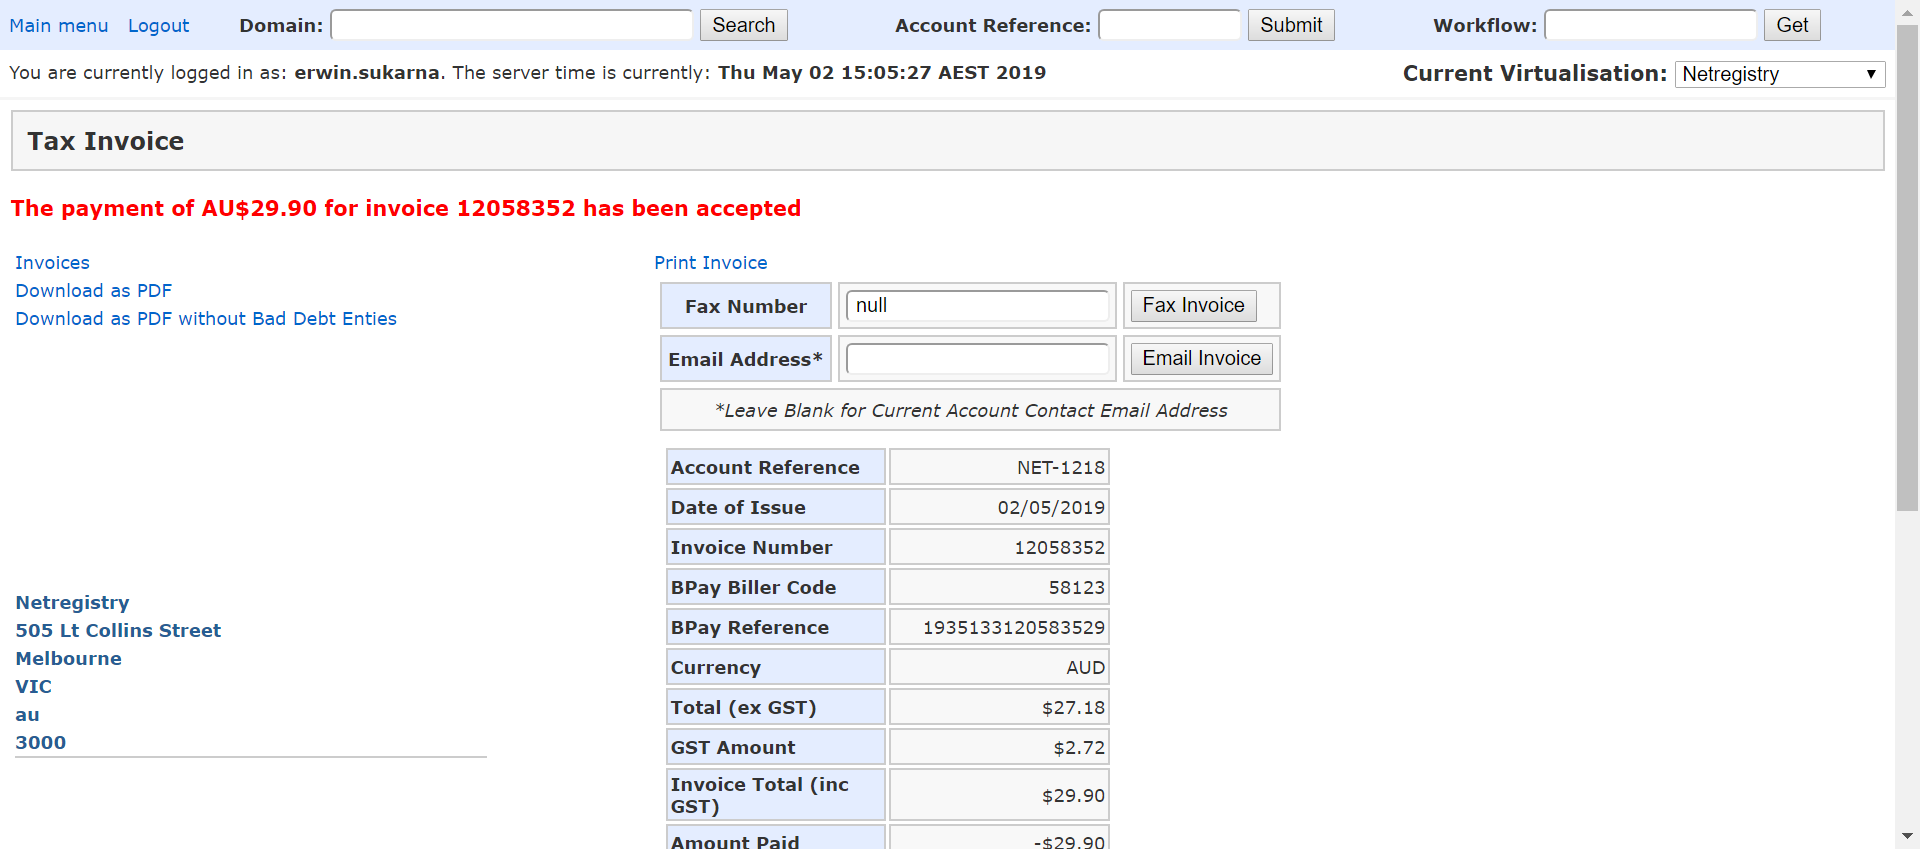 Main menu Logout Domain: Search Account Reference: Submit Workflow: Get
You are currently logged in as: erwin.sukarna. The server time is currently: Thu May 02 15:05:27 AEST 2019 Current Virtualisation: Netregistry
Tax Invoice
The payment of AU$29.90 for invoice 12058352 has been accepted
Invoices
Download as PDF
Download as PDF without Bad Debt Enties
Print Invoice
Fax Number null Fax Invoice
Email Address* Email Invoice
*Leave Blank for Current Account Contact Email Address
Netregistry
505 Lt Collins Street
Melbourne
VIC
au
3000
Account Reference NET-1218
Date of Issue 02/05/2019
Invoice Number 12058352
BPay Biller Code 58123
BPay Reference 1935133120583529
Currency AUD
Total (ex GST) $27.18
GST Amount $2.72
Invoice Total (inc
GST) $29.90
Amount Paid -$29.90